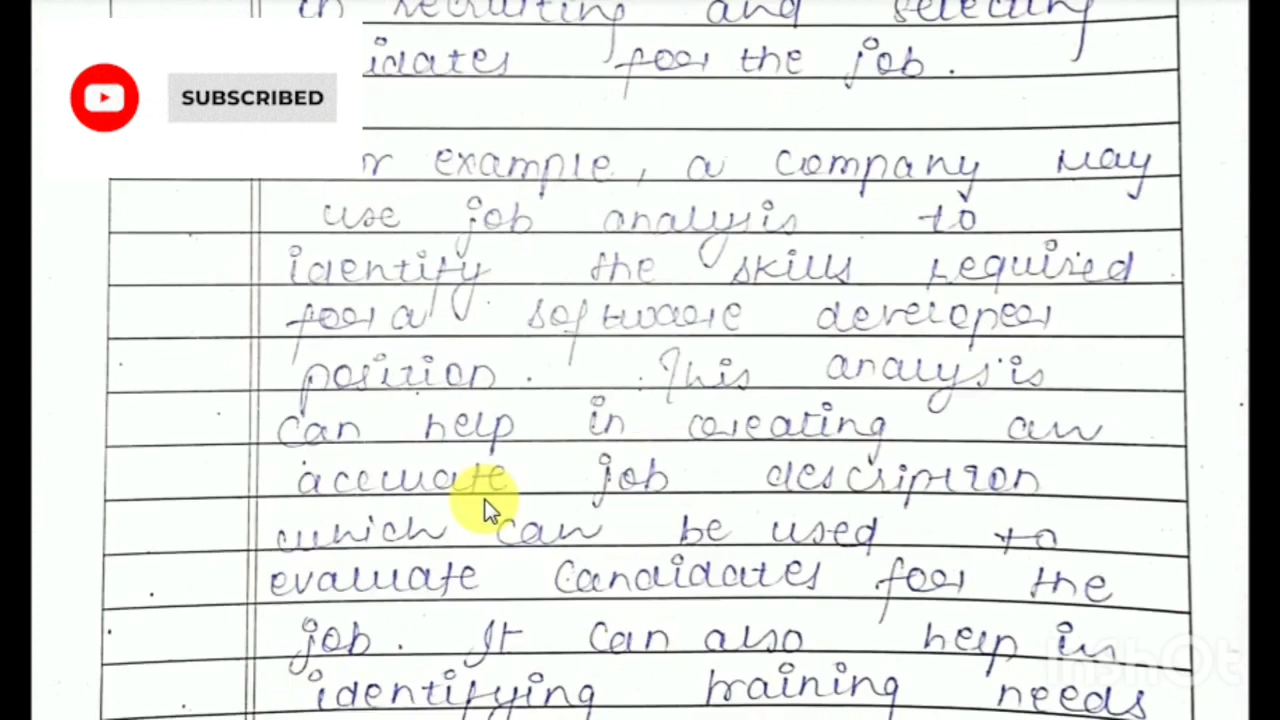 in recruiting and selecting
idates for the job.
SUBSCRIBED
r example, a company may
use job analysis to
identify the skills required
for a software developer
position. This analysis
can help in creating an
accurate job description
which can be used to
evaluate candidates for the
job. It can also help in
identifying training needs
InshOt